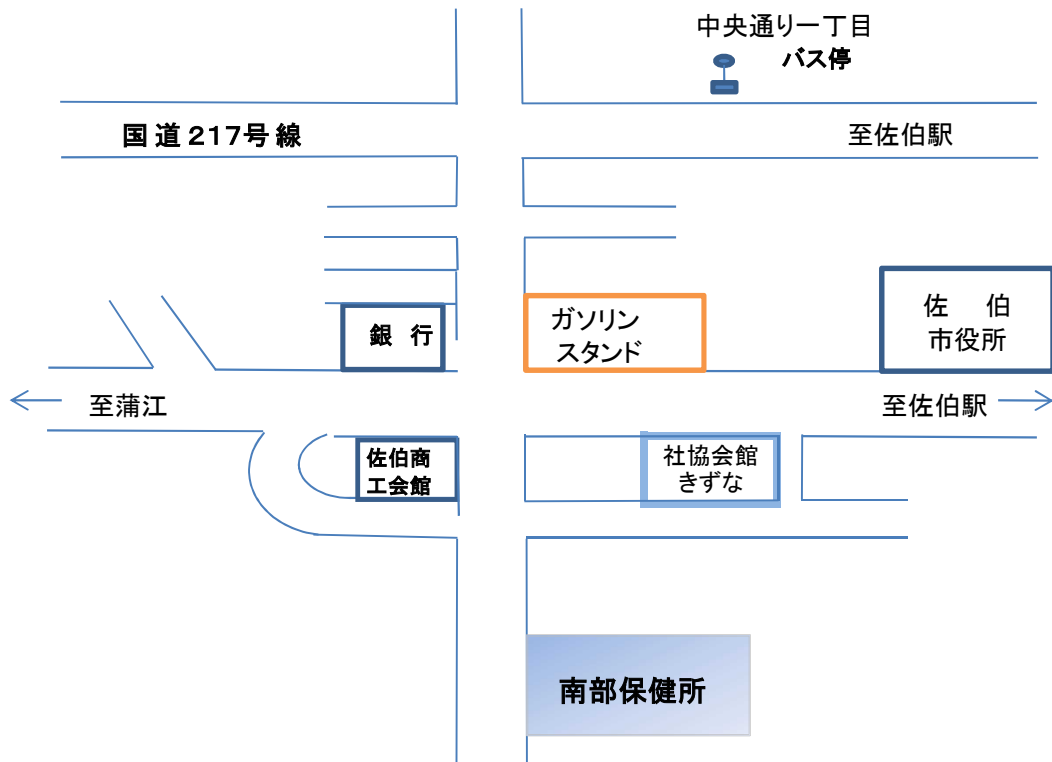 中央通り一丁目
バス停
国道217号線
至佐伯駅
佐 伯
市役所
ガソリン
スタンド
銀 行
至蒲江
至佐伯駅
佐伯商
工会館
社協会館
きずな
南部保健所